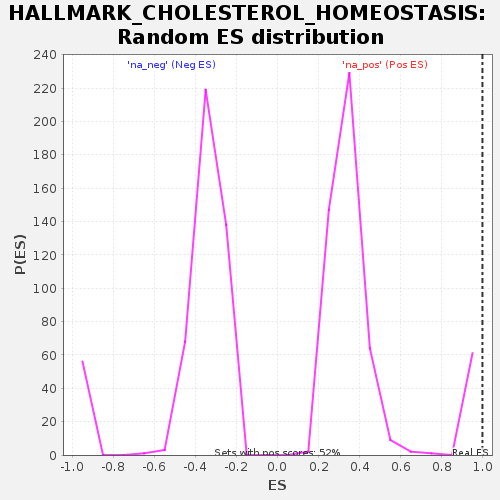 HALLMARK_CHOLESTEROL_HOMEOSTASIS:
Random ES distribution
'na_neg' (Neg ES) 'na_pos' (Pos ES)
240
220
200
180
160
140
120
100
80
60
40
20
0
P(ES)
Sets with pos scores: 52%
Real ES
-1.0 -0.8 -0.6 -0.4 -0.2 0.0 0.2 0.4 0.6 0.8 1.0
ES